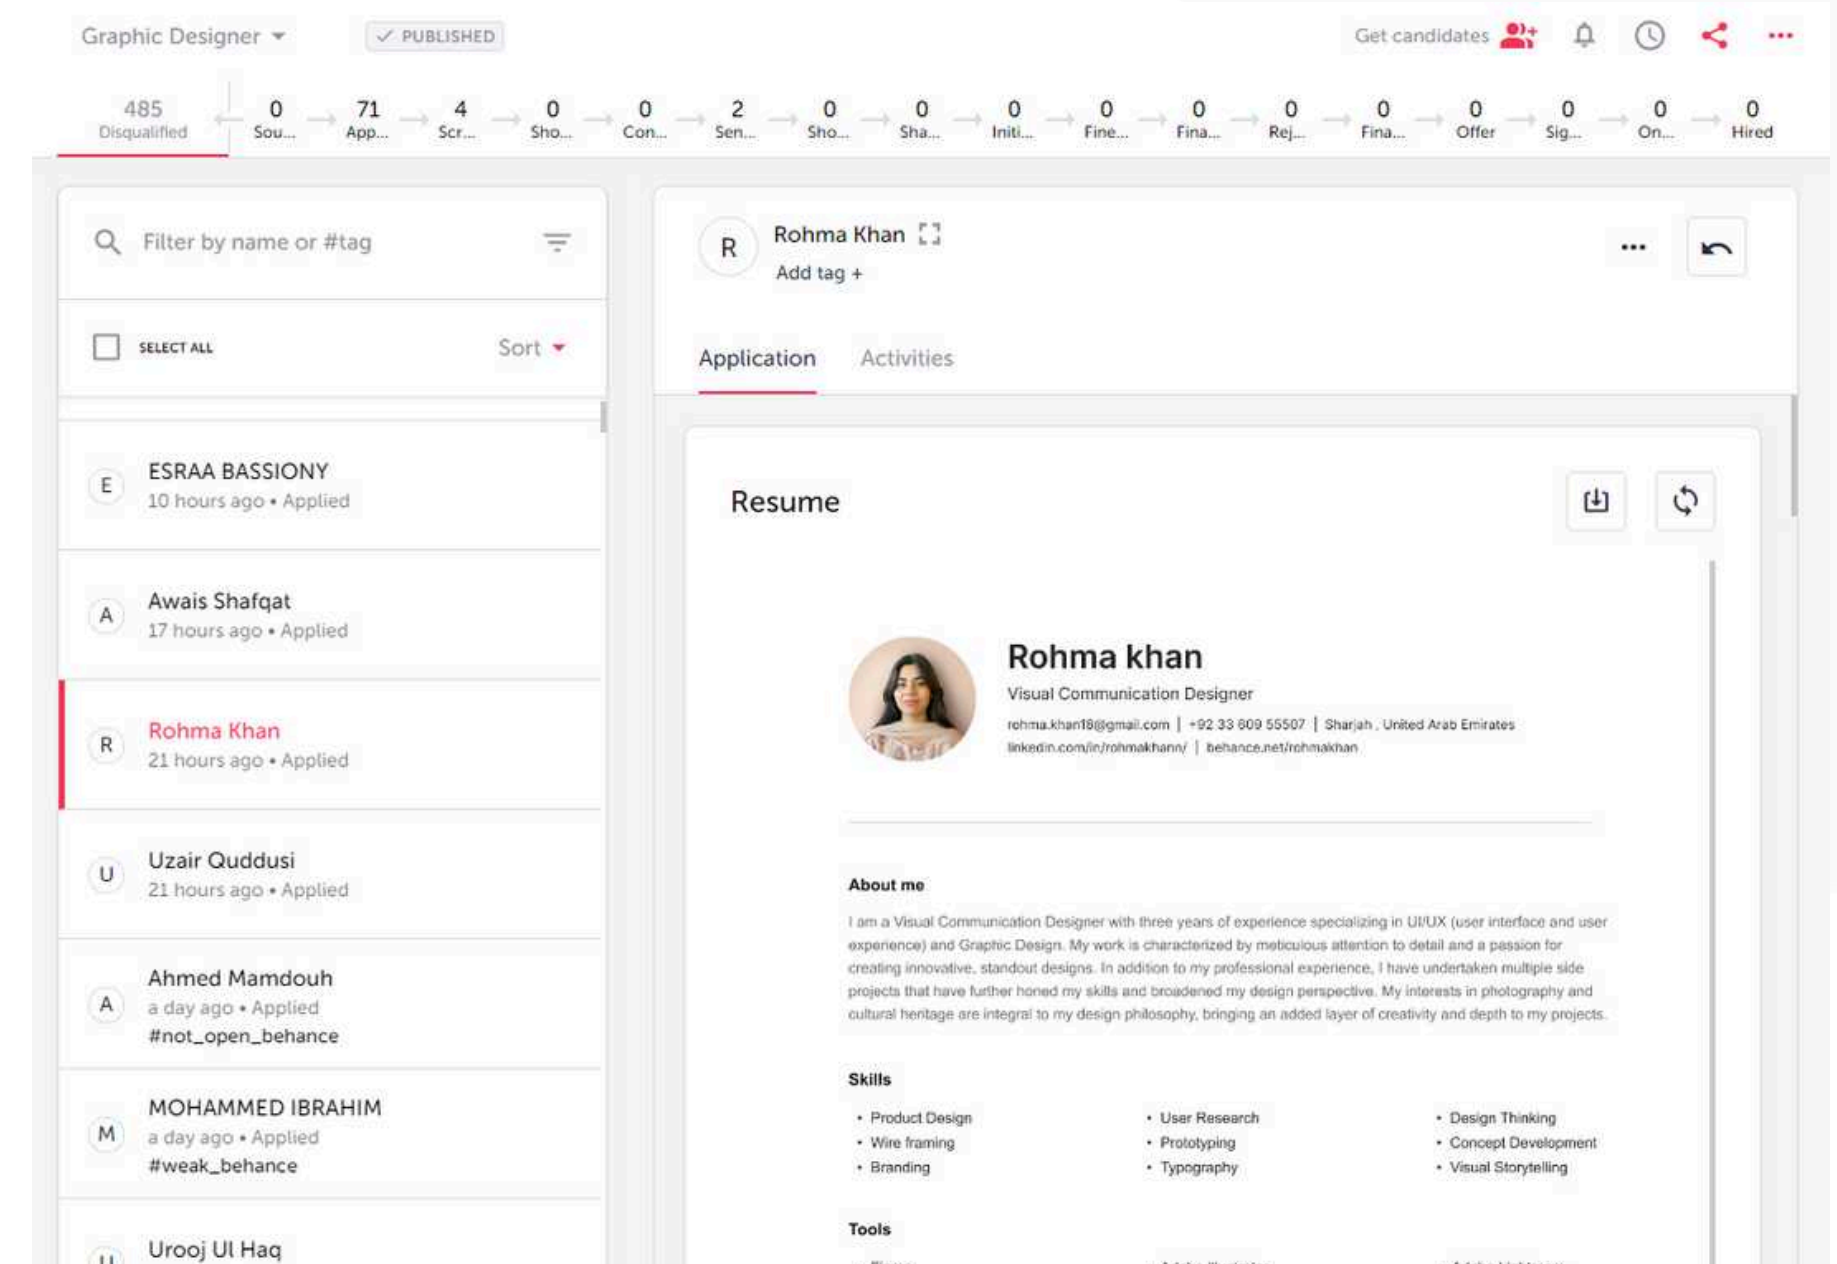 Graphic Designer
✓ PUBLISHED
Get candidates
485 0 71 4 0 0 2 0 0 0 0 0 0 0 0 0 0 0
Disqualified Sou... App... Scr... Sho... Con... Sen... Sho... Sha... Initi... Fine... Fina... Rej... Fina... Offer Sig... On... Hired
Filter by name or #tag
SELECT ALL
Sort
E
ESRAA BASSIONY
10 hours ago • Applied
A
Awais Shafqat
17 hours ago • Applied
R
Rohma Khan
21 hours ago • Applied
U
Uzair Quddusi
21 hours ago • Applied
A
Ahmed Mamdouh
a day ago • Applied
#not_open_behance
M
MOHAMMED IBRAHIM
a day ago • Applied
#weak_behance
U
Urooj Ul Haq
R
Rohma Khan
Add tag +
Application Activities
Resume
Rohma khan
Visual Communication Designer
rohma.khan18@gmail.com | +92 33 609 55507 | Sharjah , United Arab Emirates
linkedin.com/in/rohmakhann/ | behance.net/rohmakhan
About me
I am a Visual Communication Designer with three years of experience specializing in UI/UX (user interface and user
experience) and Graphic Design. My work is characterized by meticulous attention to detail and a passion for
creating innovative, standout designs. In addition to my professional experience, I have undertaken multiple side
projects that have further honed my skills and broadened my design perspective. My interests in photography and
cultural heritage are integral to my design philosophy, bringing an added layer of creativity and depth to my projects.
Skills
• Product Design • User Research • Design Thinking
• Wire framing • Prototyping • Concept Development
• Branding • Typography • Visual Storytelling
Tools